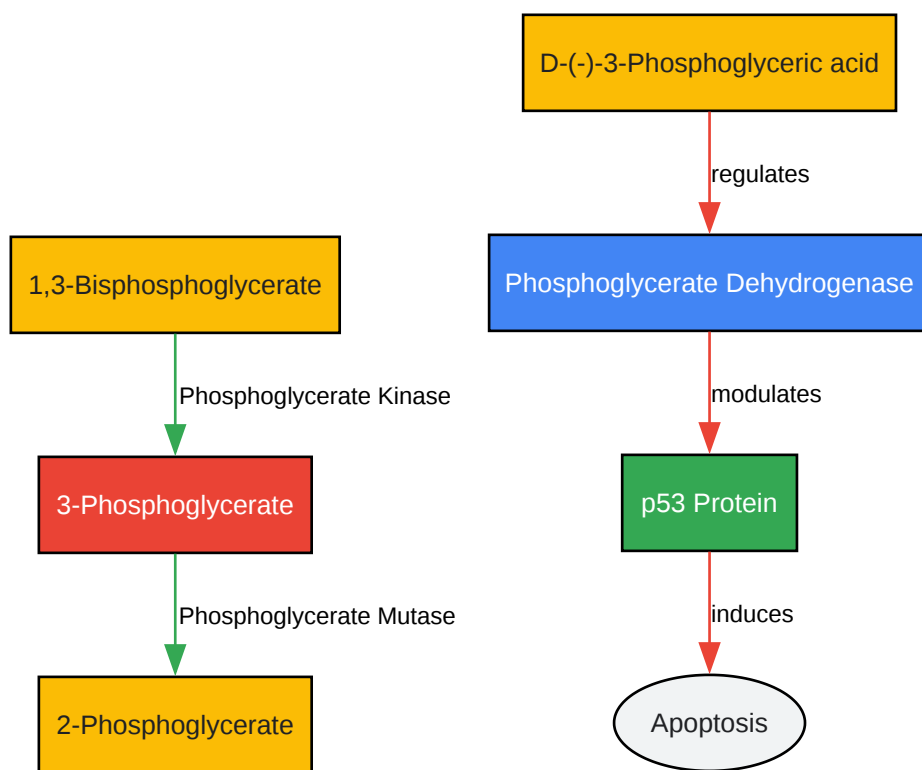 1,3-Bisphosphoglycerate
Phosphoglycerate Kinase
3-Phosphoglycerate
Phosphoglycerate Mutase
2-Phosphoglycerate
D-(-)-3-Phosphoglyceric acid
regulates
Phosphoglycerate Dehydrogenase
modulates
p53 Protein
induces
Apoptosis